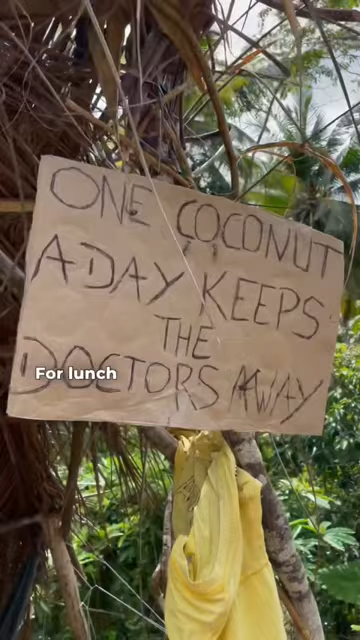 ONE COCONUT
A DAY KEEPS
THE
DOCTORS AWAY
For lunch